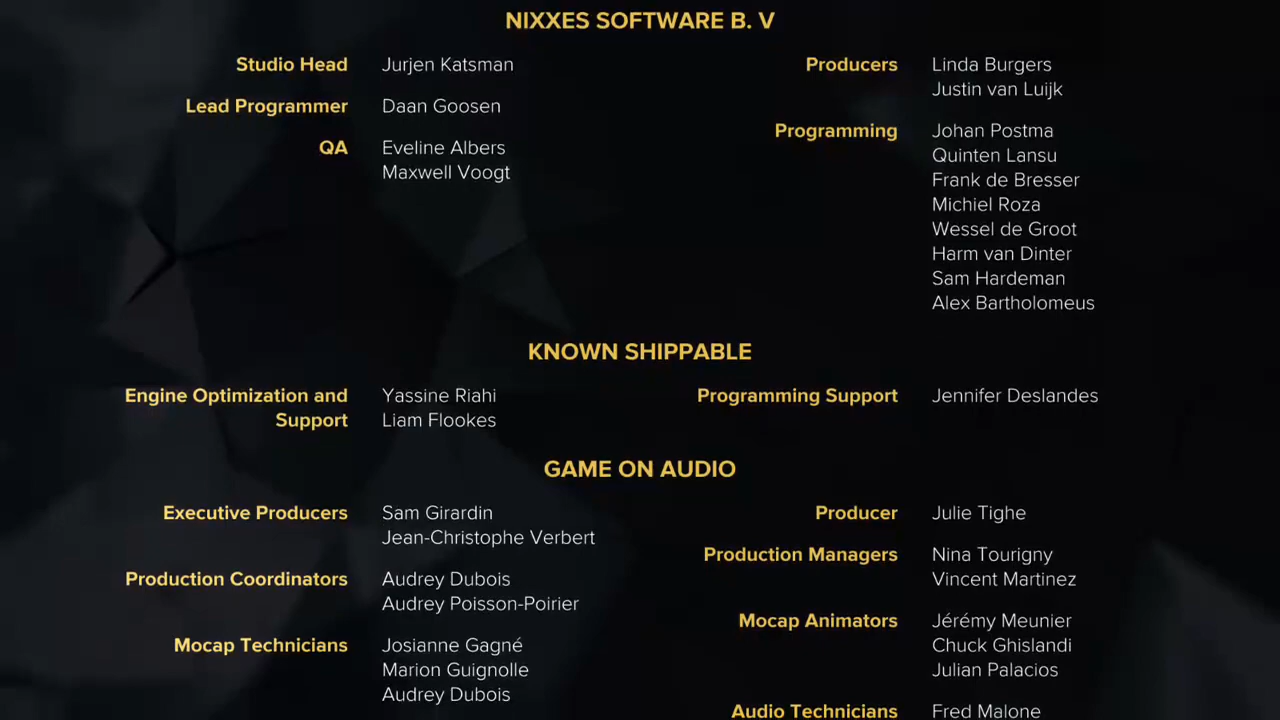 NIXXES SOFTWARE B. V
Studio Head Jurjen Katsman
Lead Programmer Daan Goosen
QA Eveline Albers
Maxwell Voogt
Producers Linda Burgers
Justin van Luijk
Programming Johan Postma
Quinten Lansu
Frank de Bresser
Michiel Roza
Wessel de Groot
Harm van Dinter
Sam Hardeman
Alex Bartholomeus
KNOWN SHIPPABLE
Engine Optimization and Yassine Riahi
Support Liam Flookes
Programming Support Jennifer Deslandes
GAME ON AUDIO
Executive Producers Sam Girardin
Jean-Christophe Verbert
Production Coordinators Audrey Dubois
Audrey Poisson-Poirier
Mocap Technicians Josianne Gagné
Marion Guignolle
Audrey Dubois
Producer Julie Tighe
Production Managers Nina Tourigny
Vincent Martinez
Mocap Animators Jérémy Meunier
Chuck Ghislandi
Julian Palacios
Audio Technicians Fred Malone